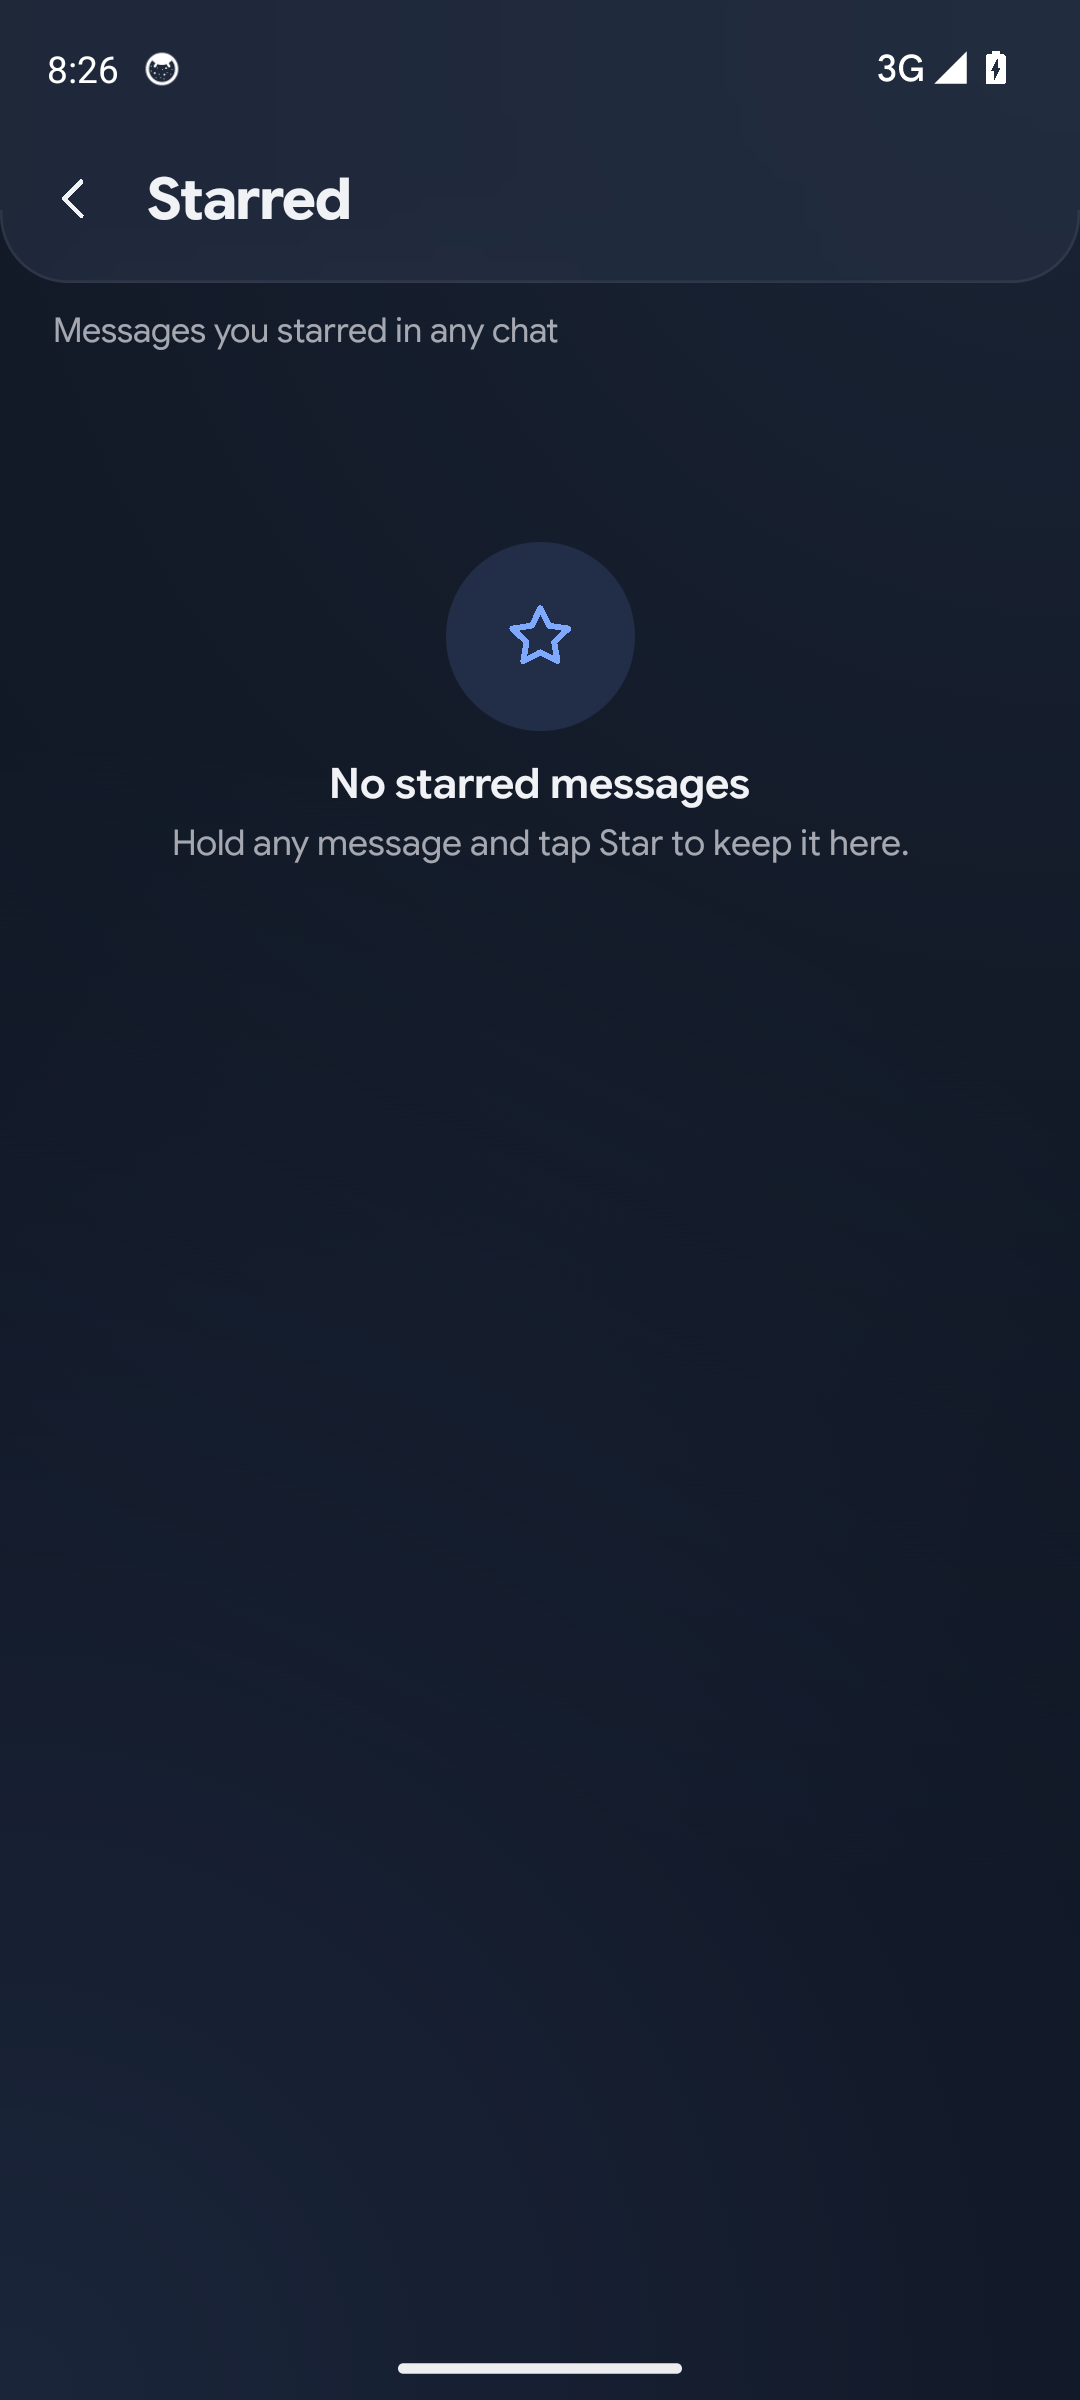 8:26
3G
Starred
Messages you starred in any chat
No starred messages
Hold any message and tap Star to keep it here.